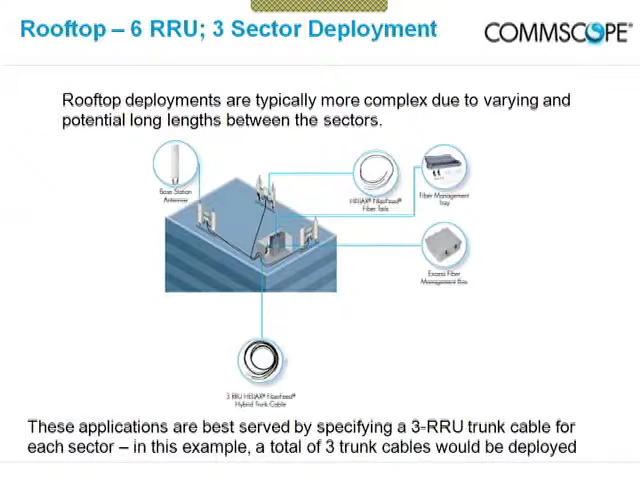 Rooftop – 6 RRU; 3 Sector Deployment
COMMSCOPE®
Rooftop deployments are typically more complex due to varying and
potential long lengths between the sectors.
Base Station
Antennas
HELIAX® FiberFeed®
Fiber Tails
Fiber Management
Tray
Excess Fiber
Management Box
3 RRU HELIAX® FiberFeed®
Hybrid Trunk Cable
These applications are best served by specifying a 3-RRU trunk cable for
each sector – in this example, a total of 3 trunk cables would be deployed